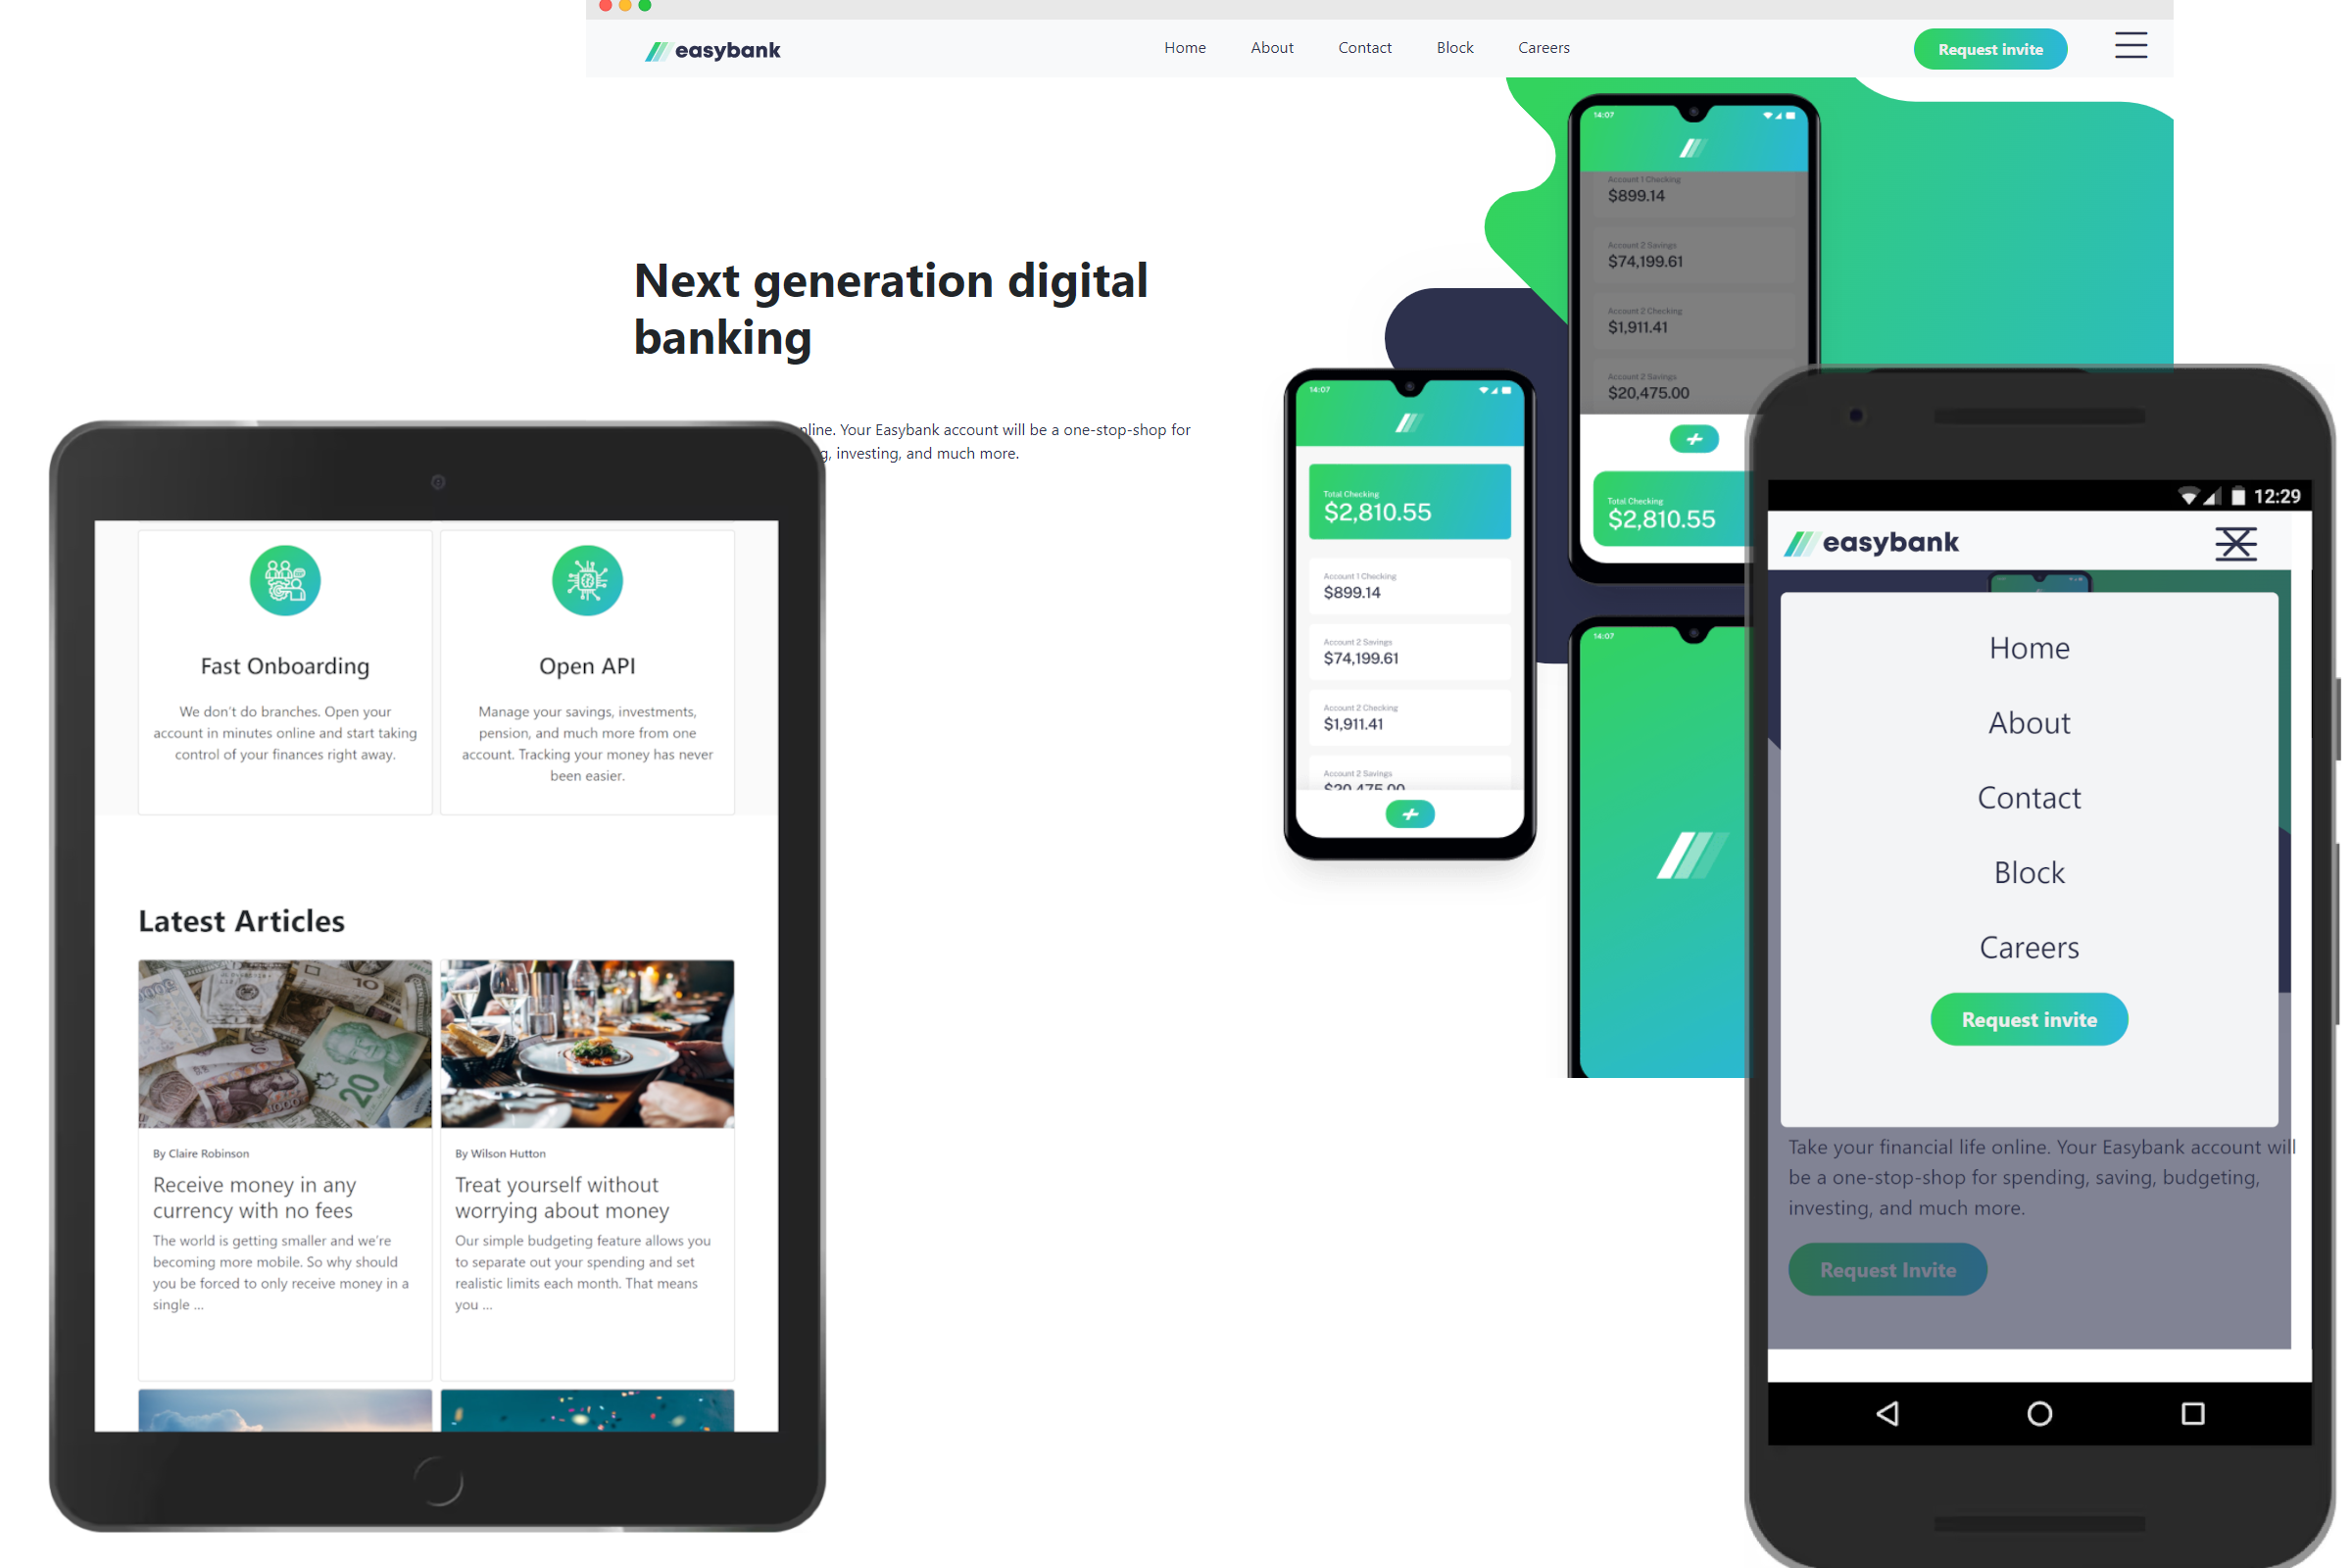 easybank
Home About Contact Block Careers
Request invite
Next generation digital
banking
online. Your Easybank account will be a one-stop-shop for
, investing, and much more.
14:07
Account 1 Checking
$899.14
Account 2 Savings
$74,199.61
Account 2 Checking
$1,911.41
Account 2 Savings
$20,475.00
Total Checking
$2,810.55
14:07
Total Checking
$2,810.55
Account 1 Checking
$899.14
Account 2 Savings
$74,199.61
Account 2 Checking
$1,911.41
Account 2 Savings
$20,475.00
14:07
Fast Onboarding
We don't do branches. Open your
account in minutes online and start taking
control of your finances right away.
Open API
Manage your savings, investments,
pension, and much more from one
account. Tracking your money has never
been easier.
Latest Articles
By Claire Robinson
Receive money in any
currency with no fees
The world is getting smaller and we're
becoming more mobile. So why should
you be forced to only receive money in a
single ...
By Wilson Hutton
Treat yourself without
worrying about money
Our simple budgeting feature allows you
to separate out your spending and set
realistic limits each month. That means
you ...
12:29
easybank
Home
About
Contact
Block
Careers
Request invite
Take your financial life online. Your Easybank account will
be a one-stop-shop for spending, saving, budgeting,
investing, and much more.
Request Invite